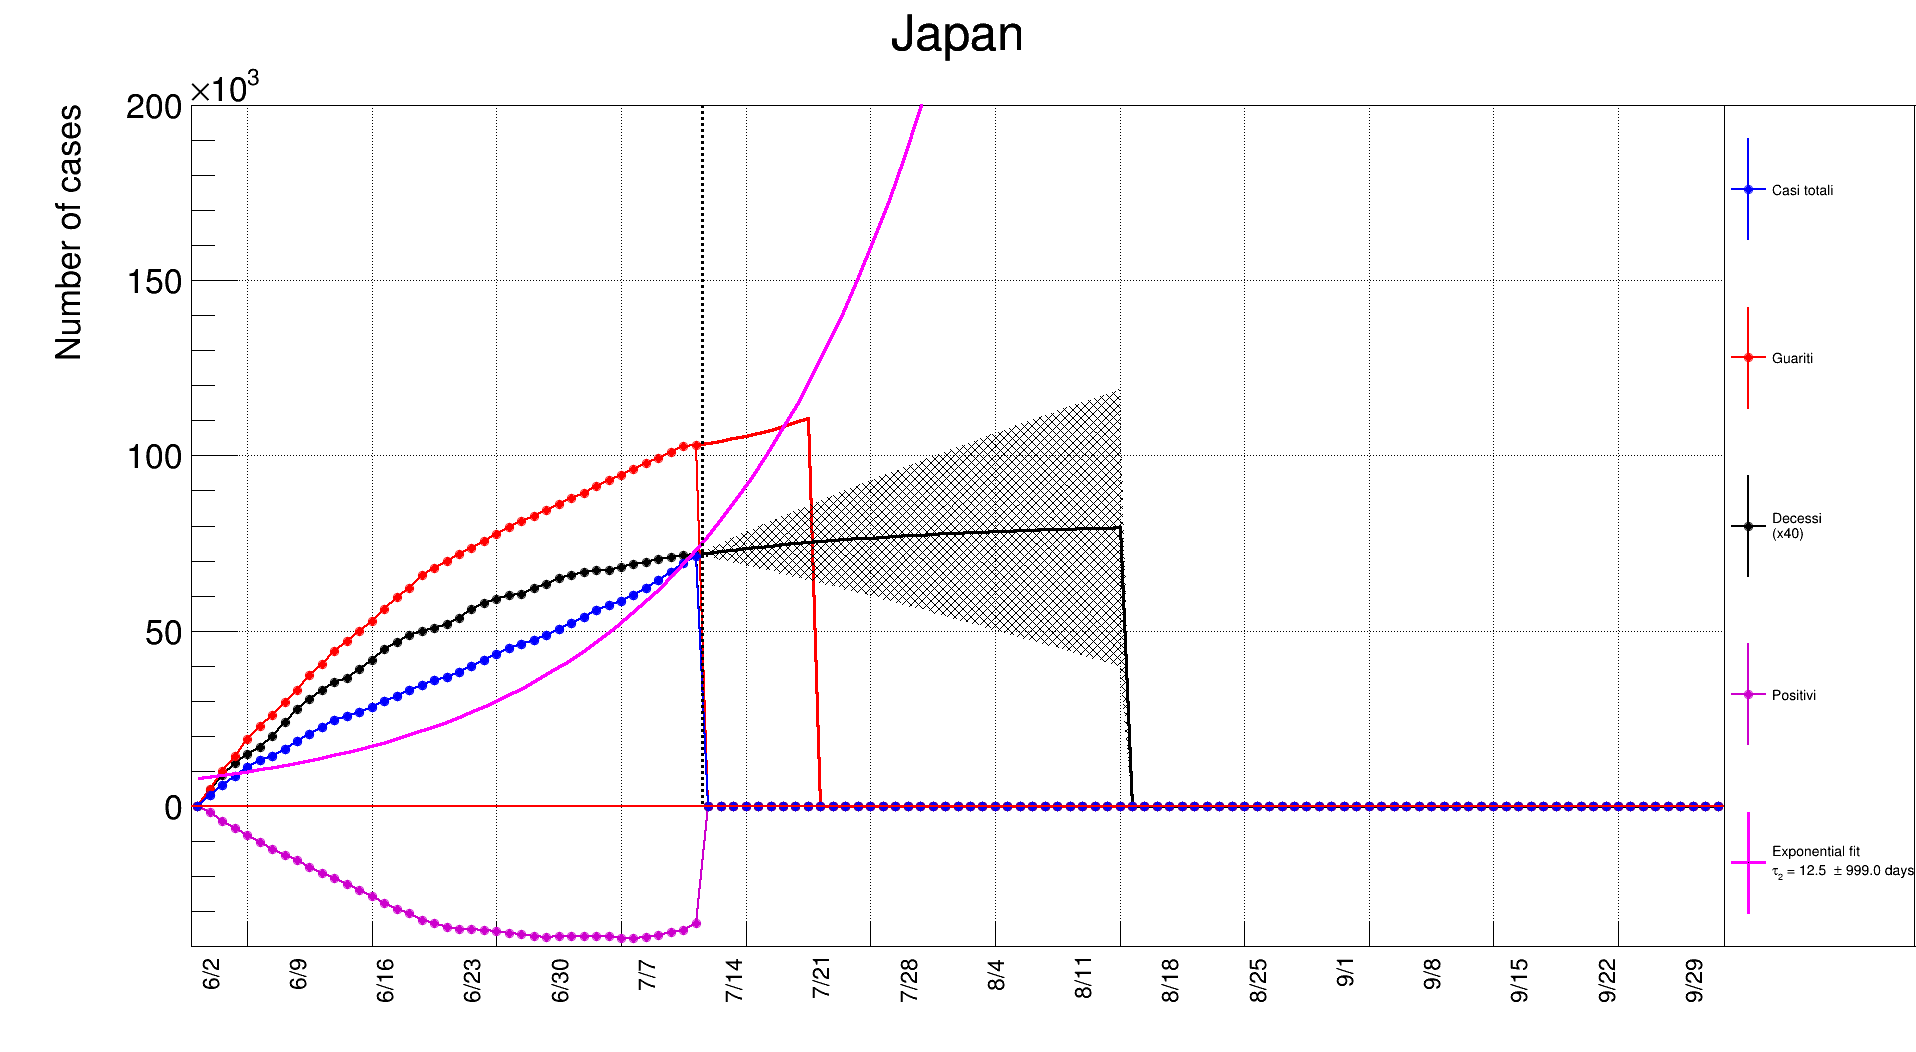 Japan
×10³
Number of cases
200
150
100
50
0
6/2
6/9
6/16
6/23
6/30
7/7
7/14
7/21
7/28
8/4
8/11
8/18
8/25
9/1
9/8
9/15
9/22
9/29
Casi totali
Guariti
Decessi
(x40)
Positivi
Exponential fit
τ₂ = 12.5 ± 999.0 days